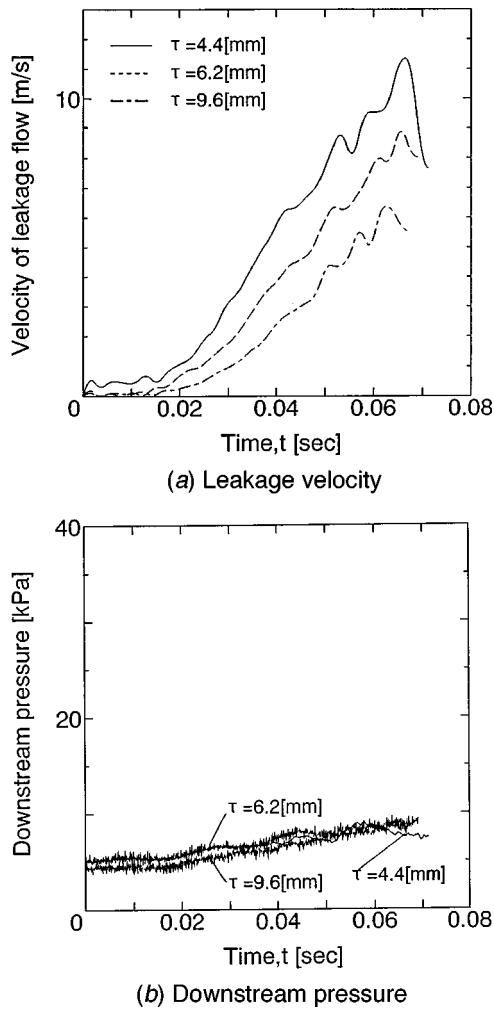 Velocity of leakage flow [m/s]
10
τ =4.4[mm]
τ =6.2[mm]
τ =9.6[mm]
0 0.02 0.04 0.06 0.08
Time,t [sec]
(a) Leakage velocity
Downstream pressure [kPa]
40
20
τ =6.2[mm]
τ =9.6[mm]
τ =4.4[mm]
0 0.02 0.04 0.06 0.08
Time,t [sec]
(b) Downstream pressure